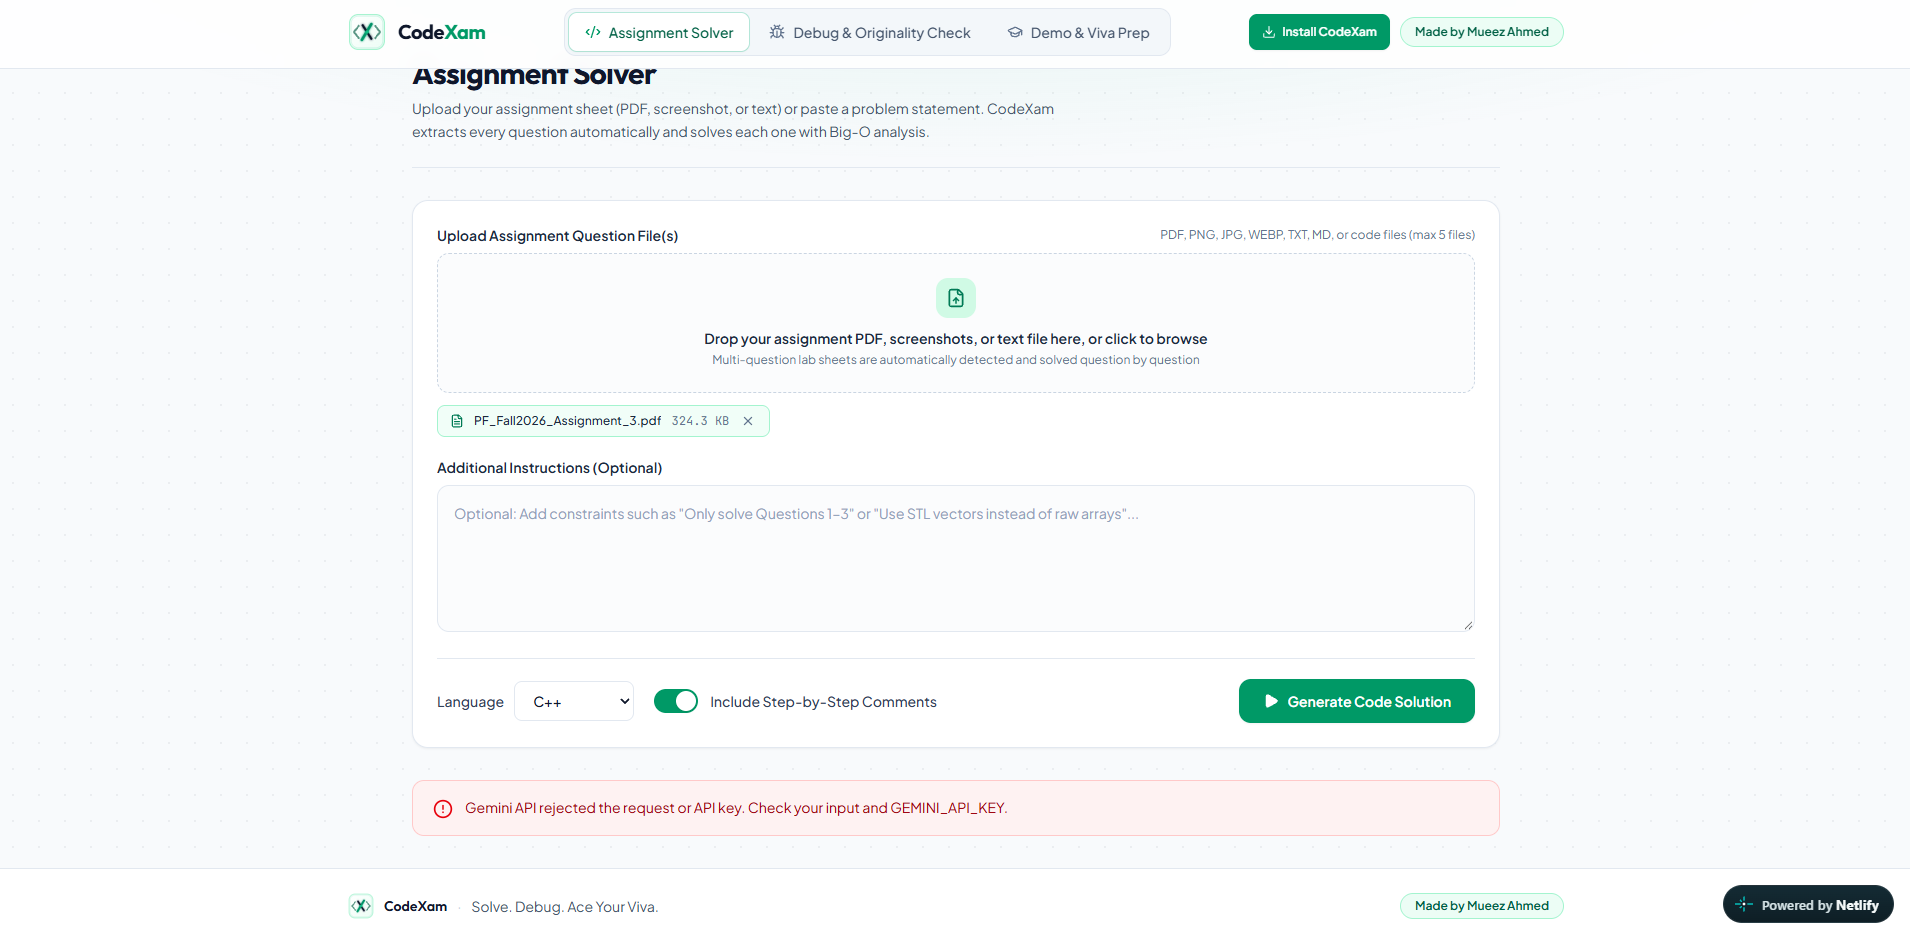 CodeXam
Assignment Solver
Debug & Originality Check
Demo & Viva Prep
Install CodeXam
Made by Mueez Ahmed
Assignment Solver
Upload your assignment sheet (PDF, screenshot, or text) or paste a problem statement. CodeXam
extracts every question automatically and solves each one with Big-O analysis.
Upload Assignment Question File(s)
PDF, PNG, JPG, WEBP, TXT, MD, or code files (max 5 files)
Drop your assignment PDF, screenshots, or text file here, or click to browse
Multi-question lab sheets are automatically detected and solved question by question
PF_Fall2026_Assignment_3.pdf 324.3 KB
Additional Instructions (Optional)
Optional: Add constraints such as "Only solve Questions 1-3" or "Use STL vectors instead of raw arrays"...
Language
C++
Include Step-by-Step Comments
Generate Code Solution
Gemini API rejected the request or API key. Check your input and GEMINI_API_KEY.
CodeXam · Solve. Debug. Ace Your Viva.
Made by Mueez Ahmed
Powered by Netlify